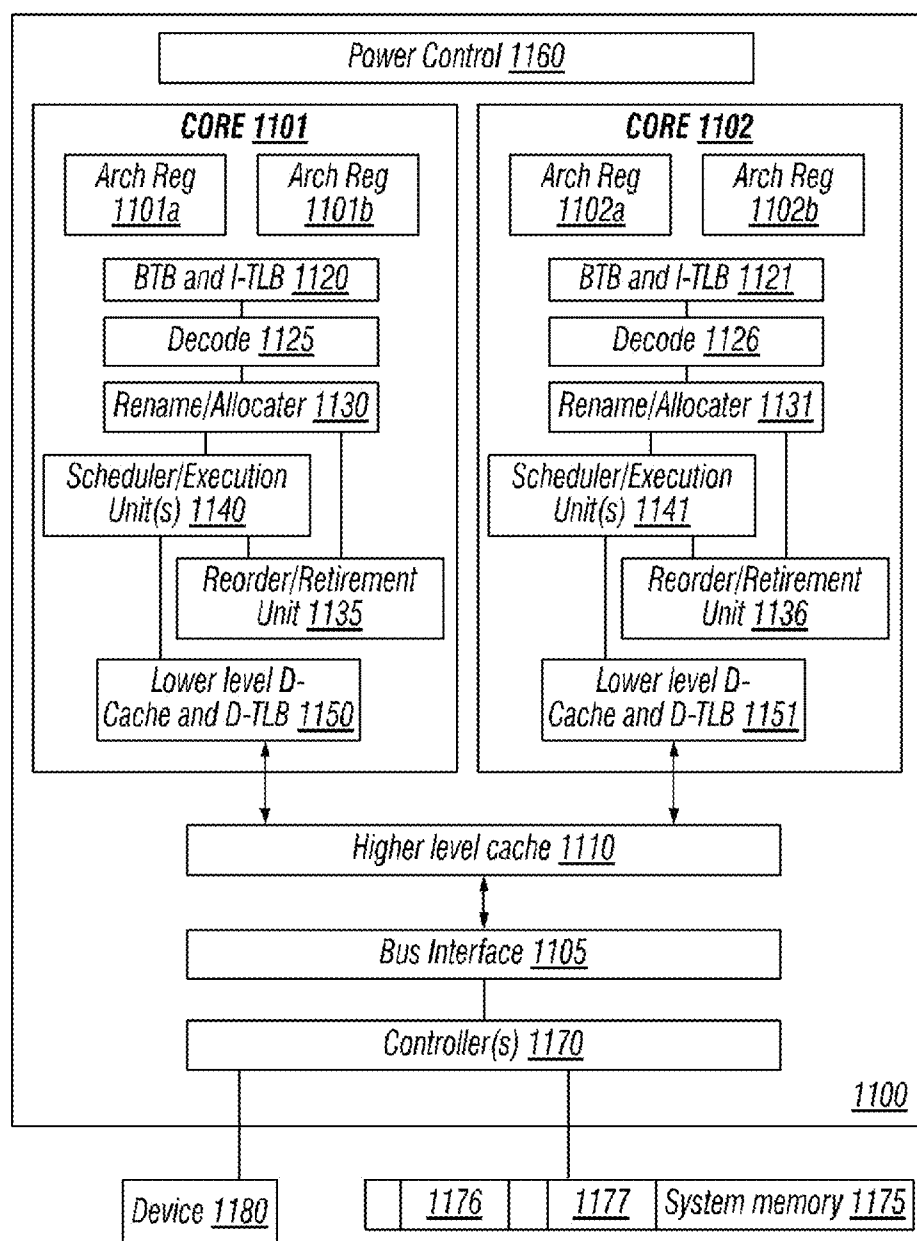 Power Control 1160
CORE 1101
Arch Reg
1101a
Arch Reg
1101b
BTB and I-TLB 1120
Decode 1125
Rename/Allocater 1130
Scheduler/Execution
Unit(s) 1140
Reorder/Retirement
Unit 1135
Lower level D-
Cache and D-TLB 1150
CORE 1102
Arch Reg
1102a
Arch Reg
1102b
BTB and I-TLB 1121
Decode 1126
Rename/Allocater 1131
Scheduler/Execution
Unit(s) 1141
Reorder/Retirement
Unit 1136
Lower level D-
Cache and D-TLB 1151
Higher level cache 1110
Bus Interface 1105
Controller(s) 1170
1100
Device 1180
1176
1177
System memory 1175